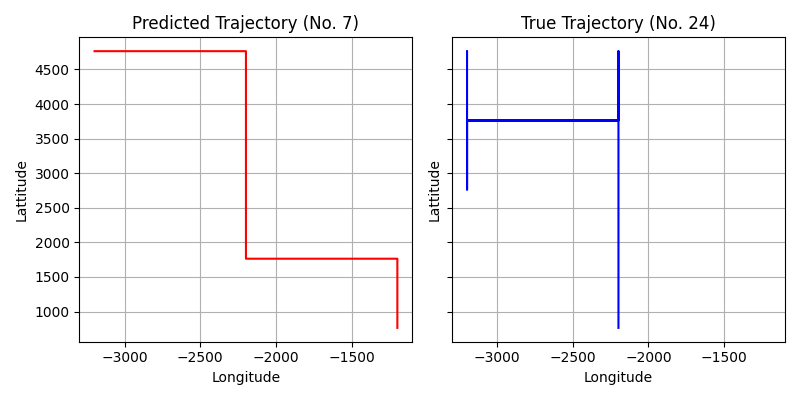 Predicted Trajectory (No. 7)
True Trajectory (No. 24)
Lattitude
4500
4000
3500
3000
2500
2000
1500
1000
−3000 −2500 −2000 −1500
Longitude
Lattitude
−3000 −2500 −2000 −1500
Longitude